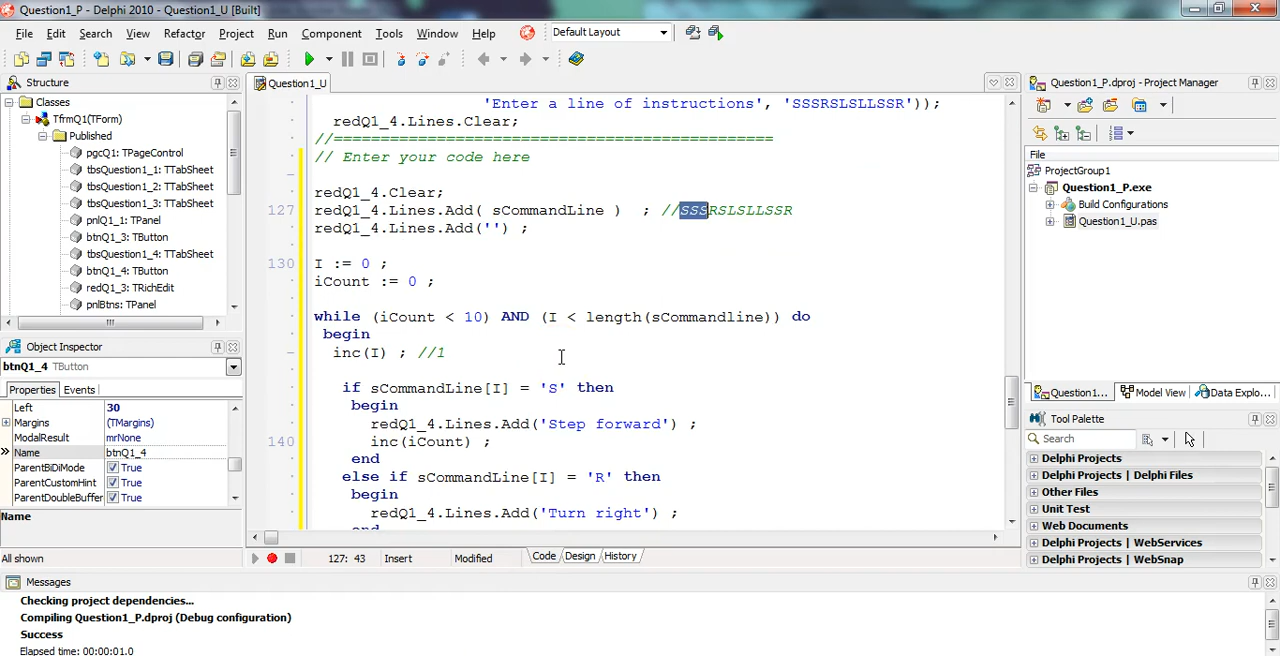 Question1_P - Delphi 2010 - Question1_U [Built]
File Edit Search View Refactor Project Run Component Tools Window Help Default Layout
Structure
Classes
TfrmQ1(TForm)
Published
pgcQ1: TPageControl
tbsQuestion1_1: TTabSheet
tbsQuestion1_2: TTabSheet
tbsQuestion1_3: TTabSheet
pnlQ1_1: TPanel
btnQ1_3: TButton
tbsQuestion1_4: TTabSheet
btnQ1_4: TButton
redQ1_3: TRichEdit
pnlBtns: TPanel
Object Inspector
btnQ1_4 TButton
Properties Events
Left 30
Margins (TMargins)
ModalResult mrNone
Name btnQ1_4
ParentBiDiMode True
ParentCustomHint True
ParentDoubleBuffer True
Name
All shown
Question1_U
'Enter a line of instructions', 'SSSRSLSLLSSR'));
redQ1_4.Lines.Clear;
//===============================================
// Enter your code here
redQ1_4.Clear;
127 redQ1_4.Lines.Add( sCommandLine ) ; //SSSRSLSLLSSR
redQ1_4.Lines.Add('') ;
130 I := 0 ;
iCount := 0 ;
while (iCount < 10) AND (I < length(sCommandline)) do
begin
inc(I) ; //1
if sCommandLine[I] = 'S' then
begin
redQ1_4.Lines.Add('Step forward') ;
140 inc(iCount) ;
end
else if sCommandLine[I] = 'R' then
begin
redQ1_4.Lines.Add('Turn right') ;
end
127: 43 Insert Modified Code Design History
Question1_P.dproj - Project Manager
File
ProjectGroup1
Question1_P.exe
Build Configurations
Question1_U.pas
Question1... Model View Data Explo...
Tool Palette
Search
Delphi Projects
Delphi Projects | Delphi Files
Other Files
Unit Test
Web Documents
Delphi Projects | WebServices
Delphi Projects | WebSnap
Messages
Checking project dependencies...
Compiling Question1_P.dproj (Debug configuration)
Success
Elapsed time: 00:00:01.0